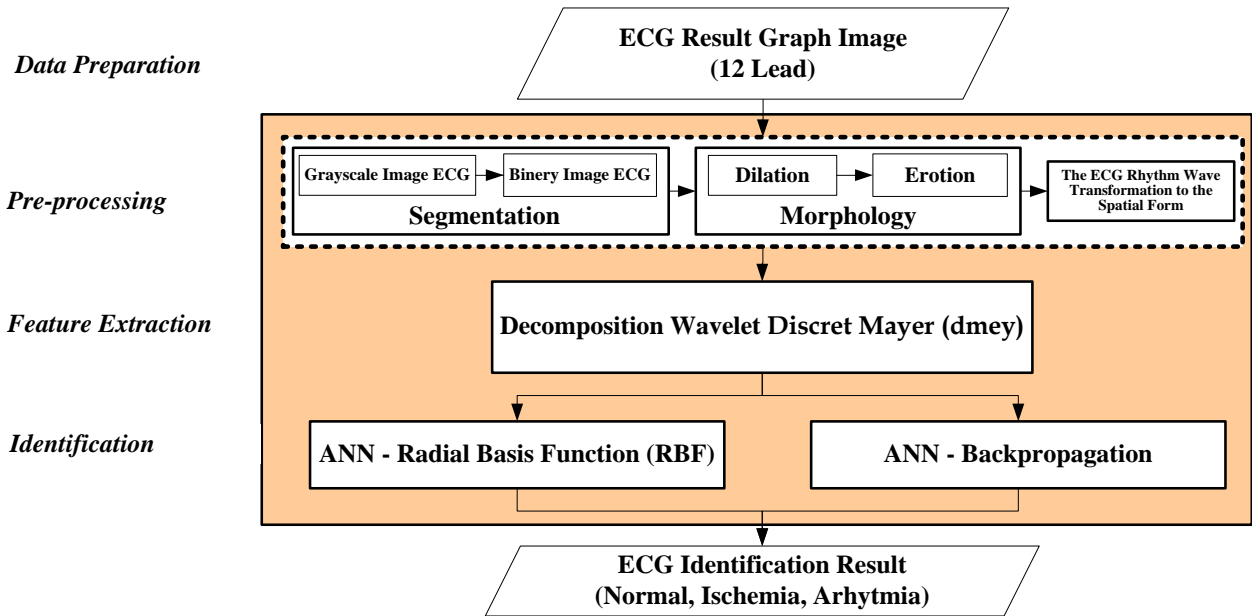 ECG Result Graph Image
(12 Lead)
Data Preparation
Pre-processing
Grayscale Image ECG
Binery Image ECG
Segmentation
Dilation
Erotion
Morphology
The ECG Rhythm Wave
Transformation to the
Spatial Form
Feature Extraction
Decomposition Wavelet Discret Mayer (dmey)
Identification
ANN - Radial Basis Function (RBF)
ANN - Backpropagation
ECG Identification Result
(Normal, Ischemia, Arhytmia)